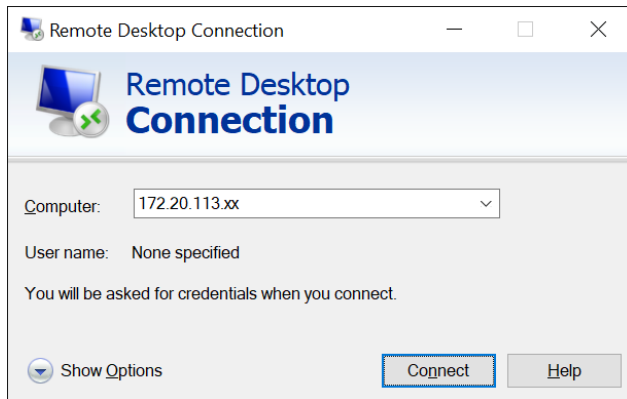 Remote Desktop Connection
Remote Desktop
Connection
Computer: 172.20.113.xx
User name: None specified
You will be asked for credentials when you connect.
Show Options Connect Help